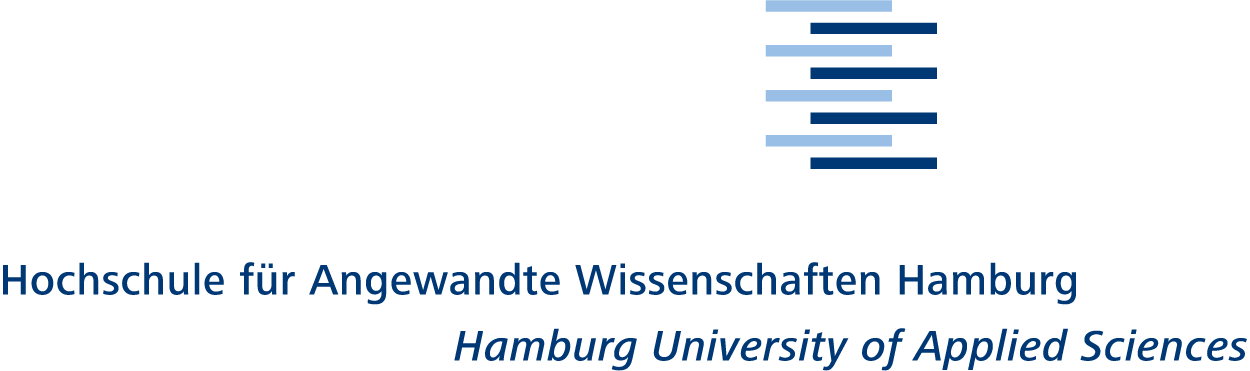 Hochschule für Angewandte Wissenschaften Hamburg
Hamburg University of Applied Sciences